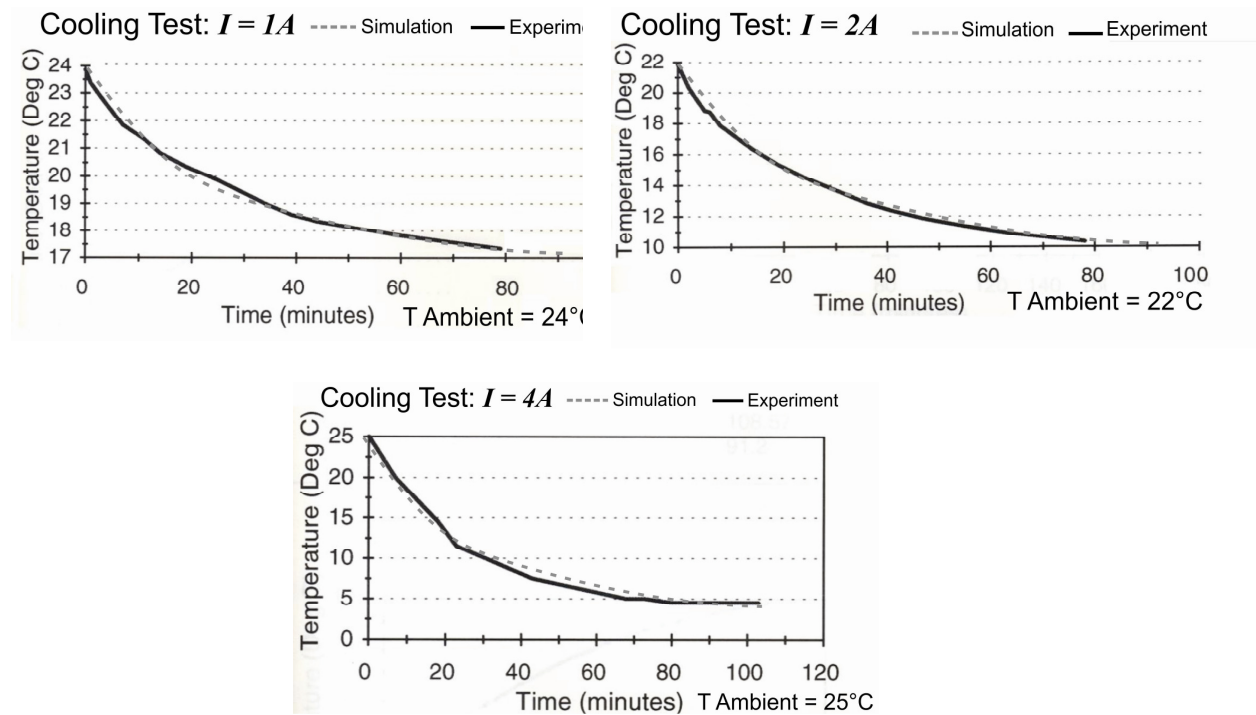 Cooling Test: I = 1A Simulation Experim
Temperature (Deg C)
24
23
22
21
20
19
18
17
0 20 40 60 80
Time (minutes) T Ambient = 24°
Cooling Test: I = 2A Simulation Experiment
Temperature (Deg C)
22
20
18
16
14
12
10
0 20 40 60 80 100
Time (minutes) T Ambient = 22°C
Cooling Test: I = 4A Simulation Experiment
Temperature (Deg C)
25
20
15
10
5
0
0 20 40 60 80 100 120
Time (minutes) T Ambient = 25°C